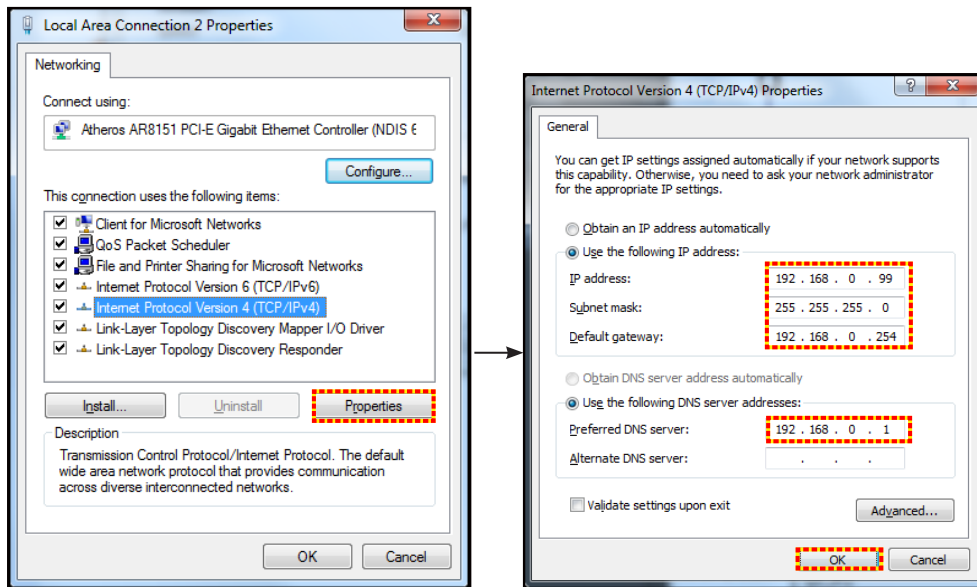 Local Area Connection 2 Properties
Networking
Connect using:
Atheros AR8151 PCI-E Gigabit Ethernet Controller (NDIS 6
Configure...
This connection uses the following items:
Client for Microsoft Networks
QoS Packet Scheduler
File and Printer Sharing for Microsoft Networks
Internet Protocol Version 6 (TCP/IPv6)
Internet Protocol Version 4 (TCP/IPv4)
Link-Layer Topology Discovery Mapper I/O Driver
Link-Layer Topology Discovery Responder
Install...
Uninstall
Properties
Description
Transmission Control Protocol/Internet Protocol. The default
wide area network protocol that provides communication
across diverse interconnected networks.
OK
Cancel
Internet Protocol Version 4 (TCP/IPv4) Properties
General
You can get IP settings assigned automatically if your network supports
this capability. Otherwise, you need to ask your network administrator
for the appropriate IP settings.
Obtain an IP address automatically
Use the following IP address:
IP address: 192 . 168 . 0 . 99
Subnet mask: 255 . 255 . 255 . 0
Default gateway: 192 . 168 . 0 . 254
Obtain DNS server address automatically
Use the following DNS server addresses:
Preferred DNS server: 192 . 168 . 0 . 1
Alternate DNS server: . . .
Validate settings upon exit
Advanced...
OK
Cancel